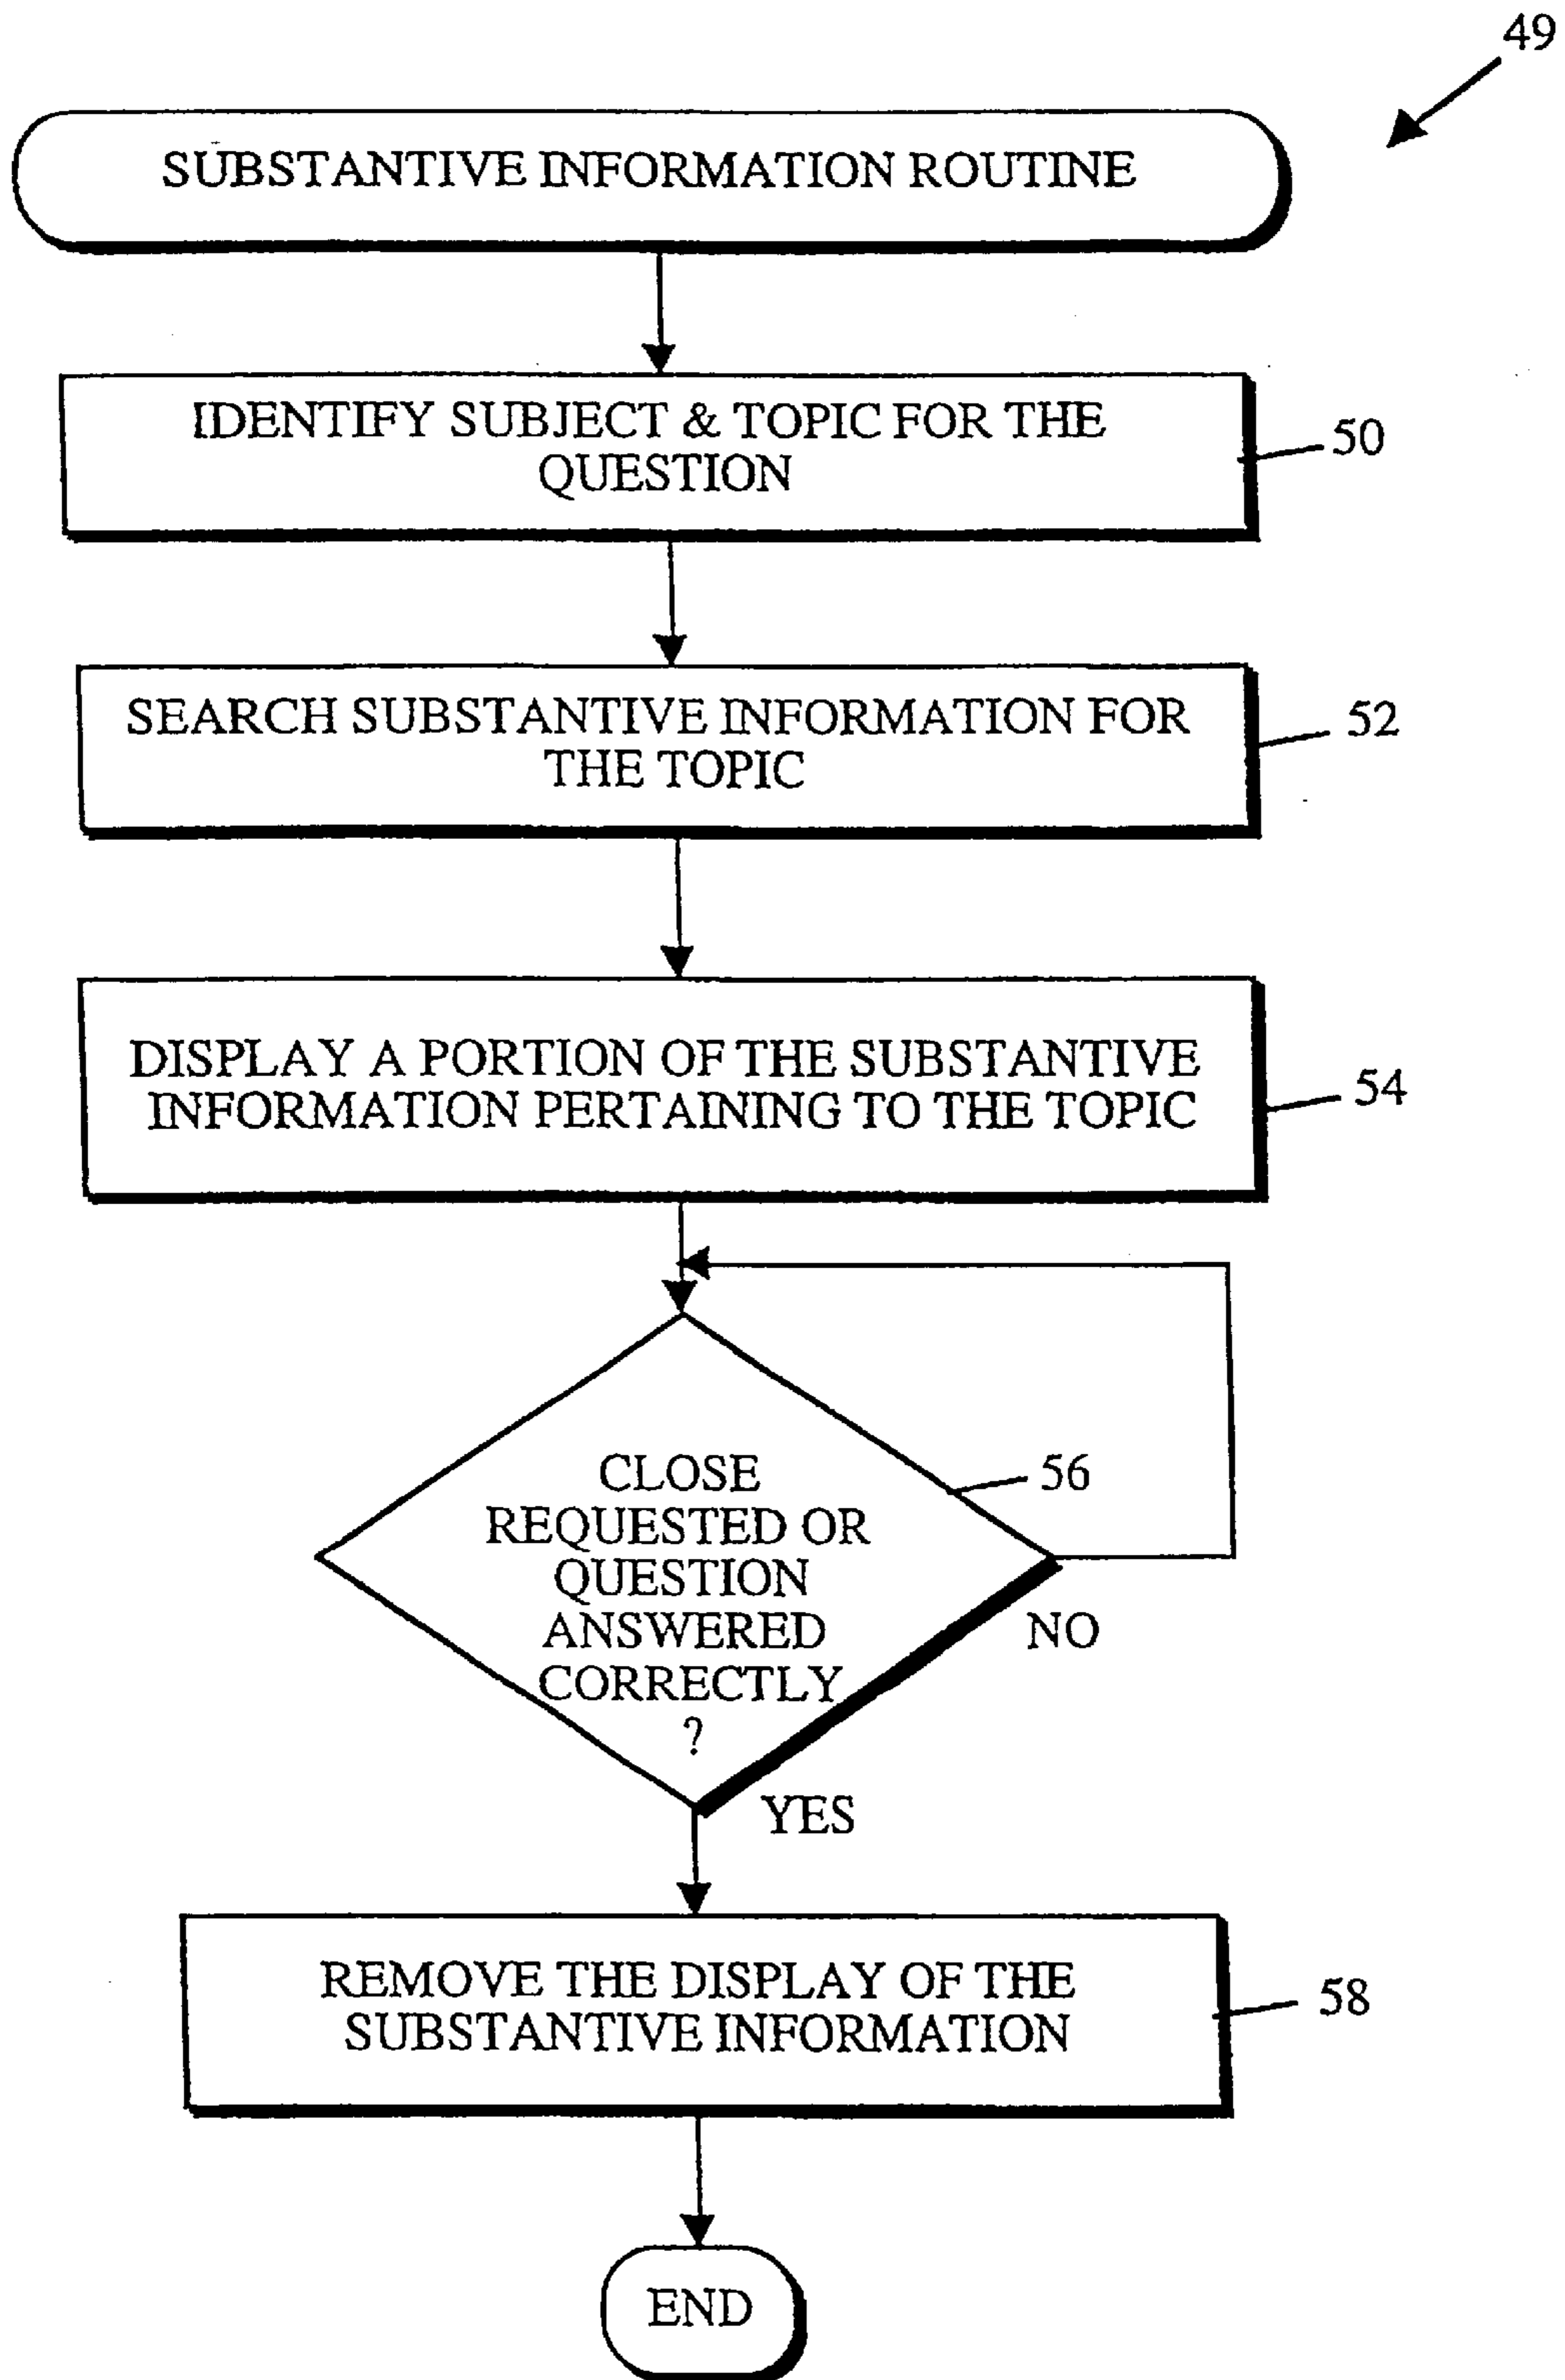 49
SUBSTANTIVE INFORMATION ROUTINE
IDENTIFY SUBJECT & TOPIC FOR THE
QUESTION
50
SEARCH SUBSTANTIVE INFORMATION FOR
THE TOPIC
52
DISPLAY A PORTION OF THE SUBSTANTIVE
INFORMATION PERTAINING TO THE TOPIC
54
CLOSE
REQUESTED OR
QUESTION
ANSWERED
CORRECTLY
?
56
NO
YES
REMOVE THE DISPLAY OF THE
SUBSTANTIVE INFORMATION
58
END